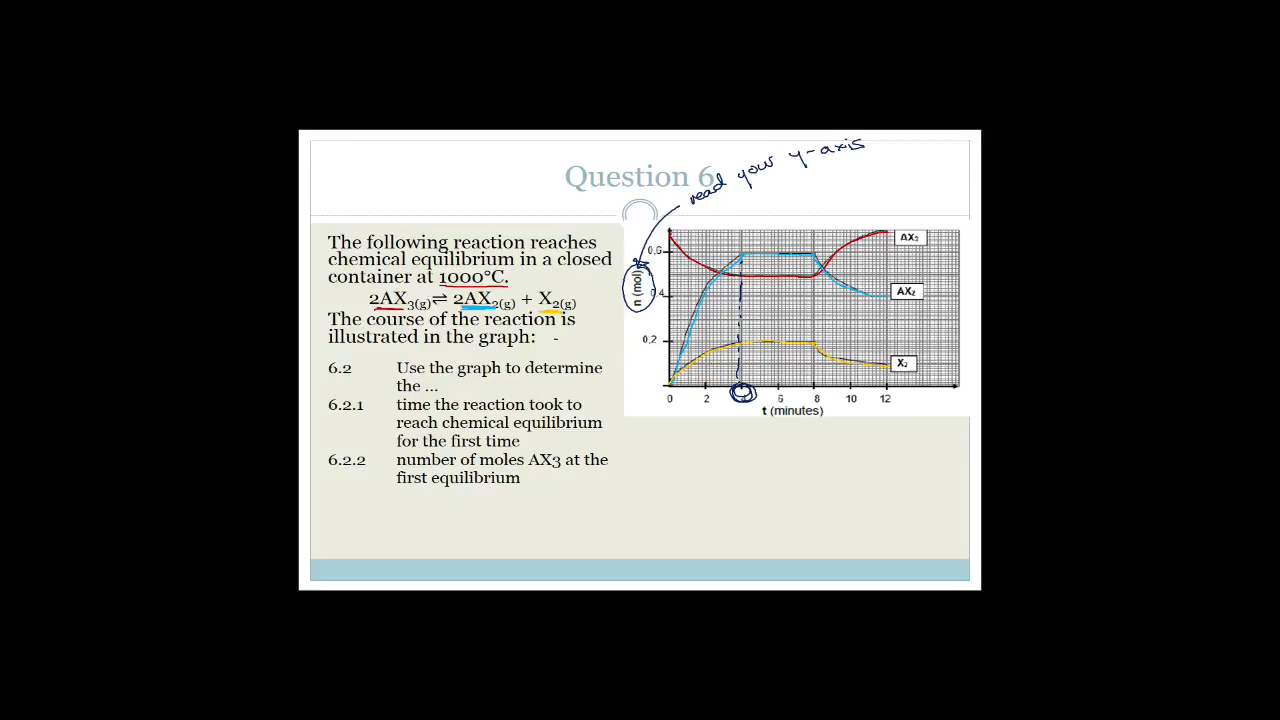 Question 6
read your y-axis
The following reaction reaches
chemical equilibrium in a closed
container at 1000°C.
2AX3(g) ⇌ 2AX2(g) + X2(g)
The course of the reaction is
illustrated in the graph:
6.2 Use the graph to determine
the ...
6.2.1 time the reaction took to
reach chemical equilibrium
for the first time
6.2.2 number of moles AX3 at the
first equilibrium
n (mol)
0,6
0,4
0,2
AX3
AX2
X2
0 2 6 8 10 12
t (minutes)